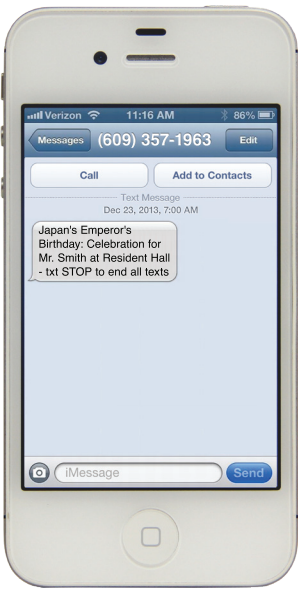 Verizon 11:16 AM 86%
Messages (609) 357-1963 Edit
Call Add to Contacts
Text Message
Dec 23, 2013, 7:00 AM
Japan's Emperor's
Birthday: Celebration for
Mr. Smith at Resident Hall
- txt STOP to end all texts
iMessage Send